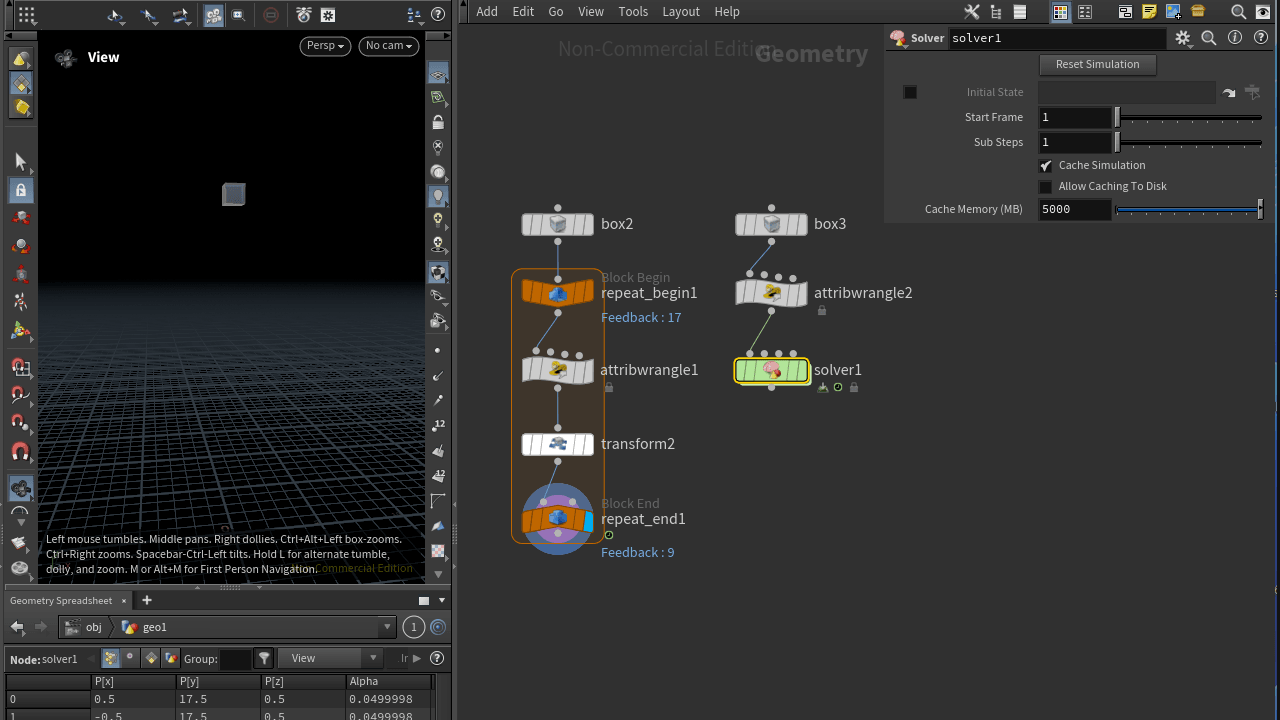 Add Edit Go View Tools Layout Help
View
Persp
No cam
Non-Commercial Edition
Geometry
Solver solver1
Reset Simulation
Initial State
Start Frame 1
Sub Steps 1
Cache Simulation
Allow Caching To Disk
Cache Memory (MB) 5000
box2
box3
Block Begin
repeat_begin1
Feedback : 17
attribwrangle2
attribwrangle1
solver1
transform2
Block End
repeat_end1
Feedback : 9
12
12
Left mouse tumbles. Middle pans. Right dollies. Ctrl+Alt+Left box-zooms.
Ctrl+Right zooms. Spacebar-Ctrl-Left tilts. Hold L for alternate tumble,
dolly, and zoom. M or Alt+M for First Person Navigation.
Non-Commercial Edition
Geometry Spreadsheet × +
obj geo1 1
Node: solver1 Group: View
P[x] P[y] P[z] Alpha
0 0.5 17.5 0.5 0.0499998
1 -0.5 17.5 0.5 0.0499998